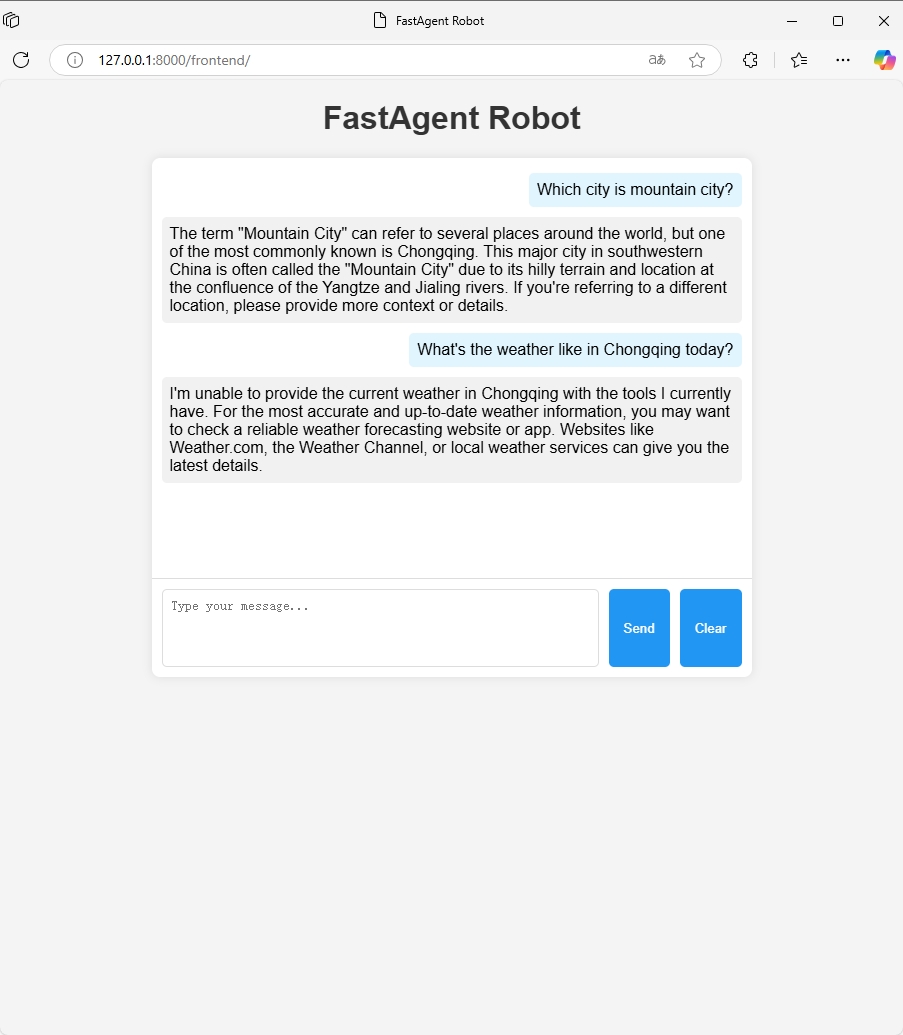 FastAgent Robot
127.0.0.1:8000/frontend/
aあ
FastAgent Robot
Which city is mountain city?
The term "Mountain City" can refer to several places around the world, but one
of the most commonly known is Chongqing. This major city in southwestern
China is often called the "Mountain City" due to its hilly terrain and location at
the confluence of the Yangtze and Jialing rivers. If you're referring to a different
location, please provide more context or details.
What's the weather like in Chongqing today?
I'm unable to provide the current weather in Chongqing with the tools I currently
have. For the most accurate and up-to-date weather information, you may want
to check a reliable weather forecasting website or app. Websites like
Weather.com, the Weather Channel, or local weather services can give you the
latest details.
Type your message...
Send
Clear